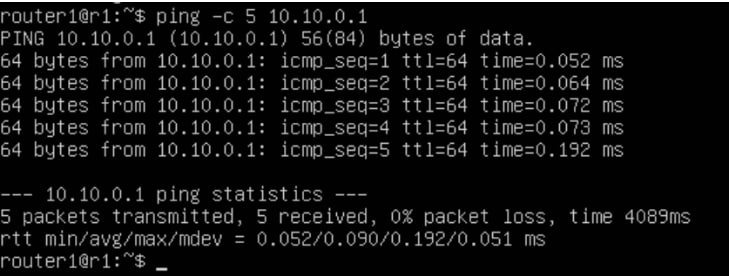 router1@r1:~$ ping -c 5 10.10.0.1
PING 10.10.0.1 (10.10.0.1) 56(84) bytes of data.
64 bytes from 10.10.0.1: icmp_seq=1 ttl=64 time=0.052 ms
64 bytes from 10.10.0.1: icmp_seq=2 ttl=64 time=0.064 ms
64 bytes from 10.10.0.1: icmp_seq=3 ttl=64 time=0.072 ms
64 bytes from 10.10.0.1: icmp_seq=4 ttl=64 time=0.073 ms
64 bytes from 10.10.0.1: icmp_seq=5 ttl=64 time=0.192 ms

--- 10.10.0.1 ping statistics ---
5 packets transmitted, 5 received, 0% packet loss, time 4089ms
rtt min/avg/max/mdev = 0.052/0.090/0.192/0.051 ms
router1@r1:~$ _